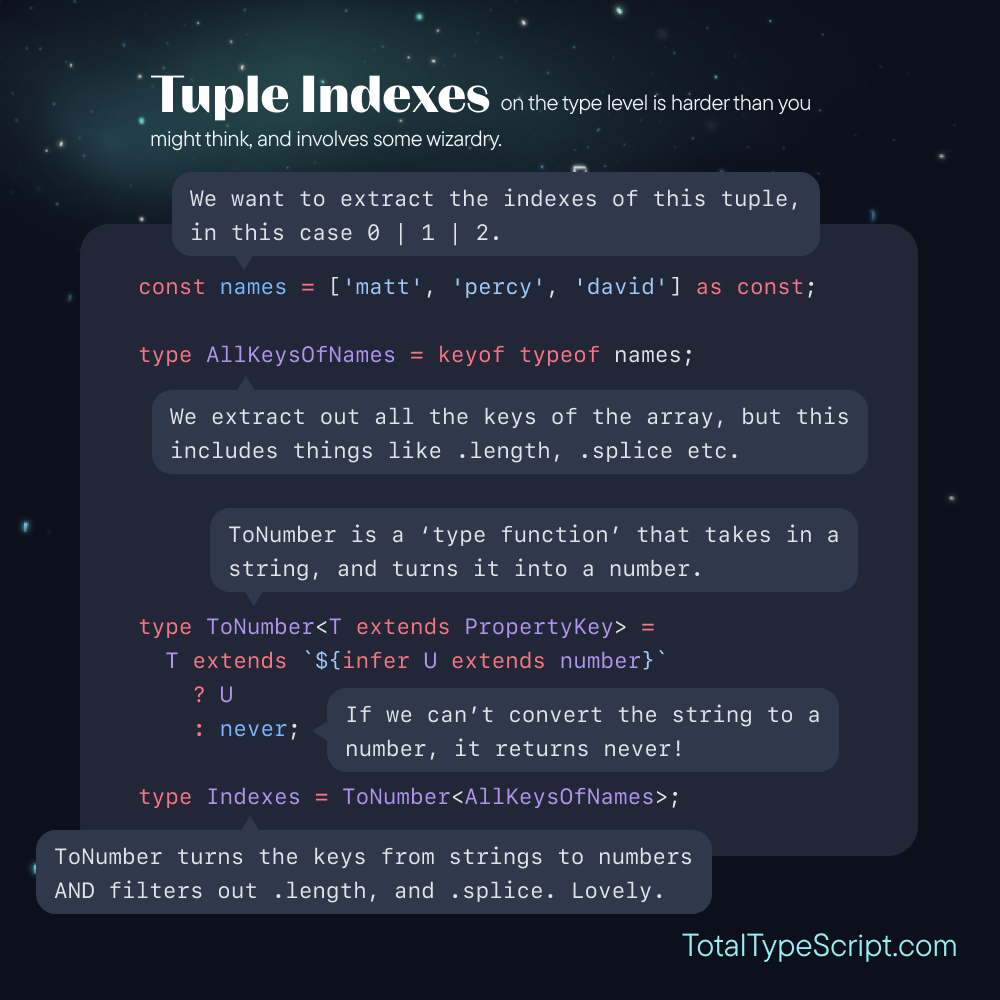 Tuple Indexes on the type level is harder than you
might think, and involves some wizardry.
We want to extract the indexes of this tuple,
in this case 0 | 1 | 2.
const names = ['matt', 'percy', 'david'] as const;
type AllKeysOfNames = keyof typeof names;
We extract out all the keys of the array, but this
includes things like .length, .splice etc.
ToNumber is a ‘type function’ that takes in a
string, and turns it into a number.
type ToNumber<T extends PropertyKey> =
  T extends `${infer U extends number}`
    ? U
    : never;
If we can’t convert the string to a
number, it returns never!
type Indexes = ToNumber<AllKeysOfNames>;
ToNumber turns the keys from strings to numbers
AND filters out .length, and .splice. Lovely.
TotalTypeScript.com